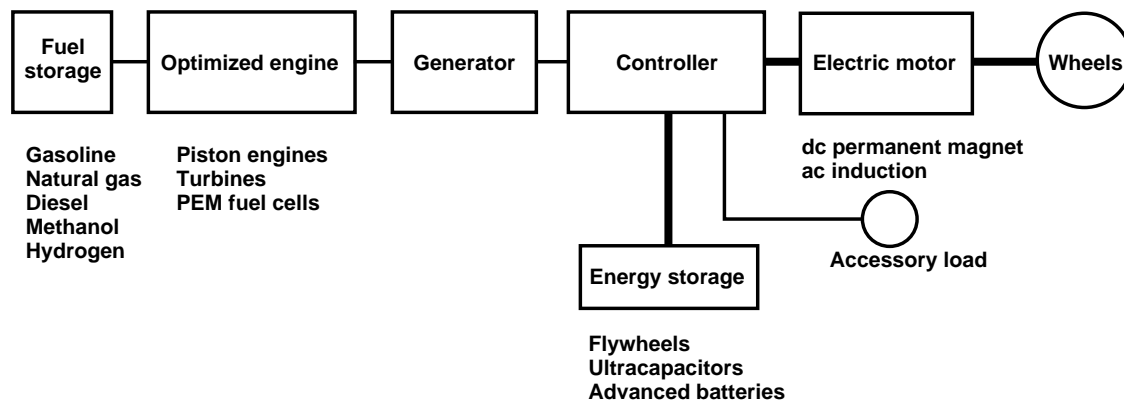 Fuel
storage
Optimized engine
Generator
Controller
Electric motor
Wheels
Gasoline
Natural gas
Diesel
Methanol
Hydrogen
Piston engines
Turbines
PEM fuel cells
dc permanent magnet
ac induction
Accessory load
Energy storage
Flywheels
Ultracapacitors
Advanced batteries